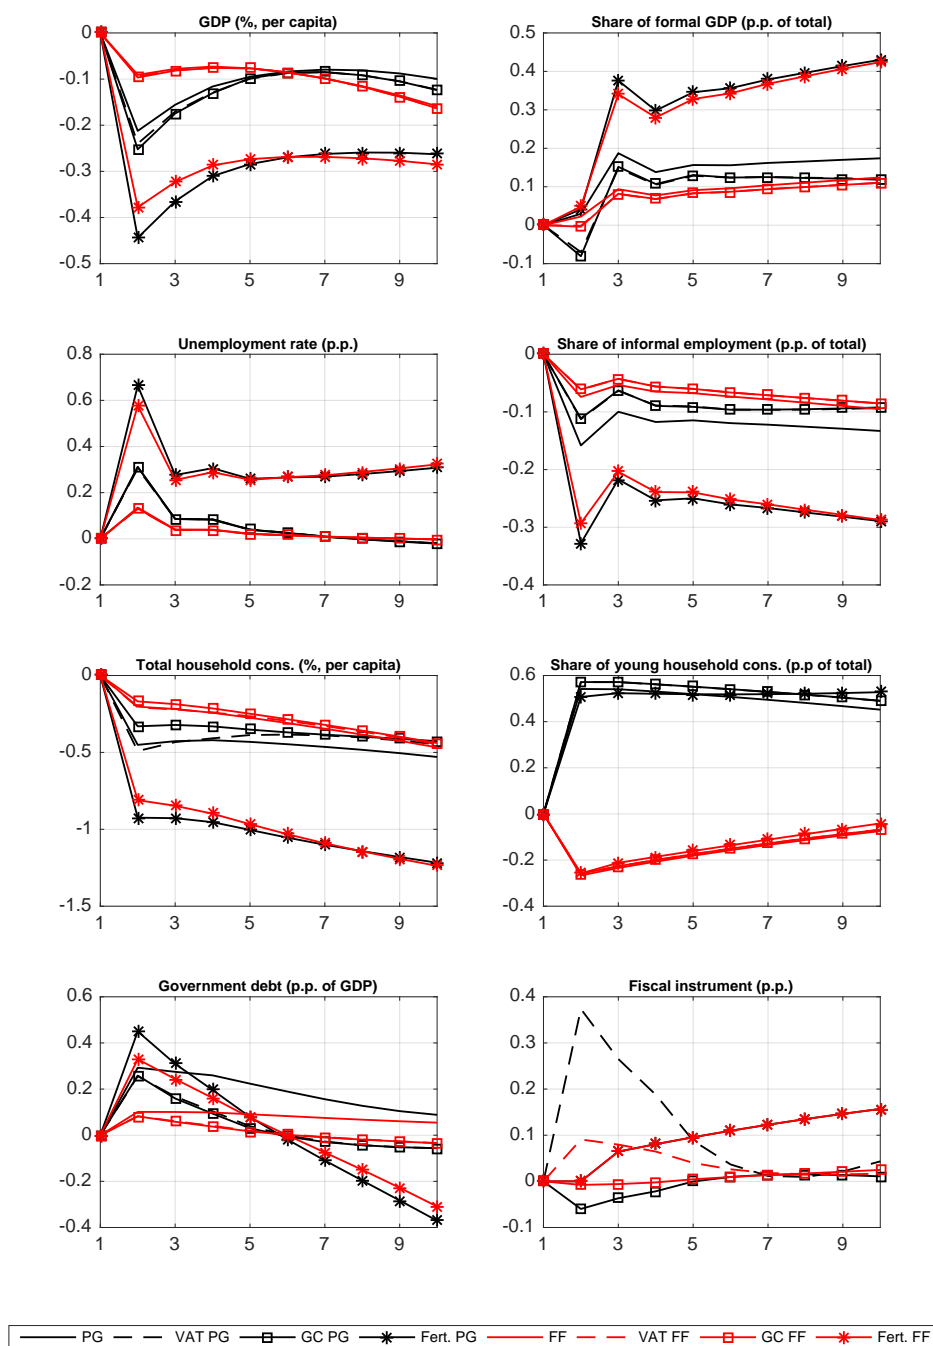 GDP (%, per capita)
0
-0.1
-0.2
-0.3
-0.4
-0.5
1 3 5 7 9
Share of formal GDP (p.p. of total)
0.5
0.4
0.3
0.2
0.1
0
-0.1
1 3 5 7 9
Unemployment rate (p.p.)
0.8
0.6
0.4
0.2
0
-0.2
1 3 5 7 9
Share of informal employment (p.p. of total)
0
-0.1
-0.2
-0.3
-0.4
1 3 5 7 9
Total household cons. (%, per capita)
0
-0.5
-1
-1.5
1 3 5 7 9
Share of young household cons. (p.p of total)
0.6
0.4
0.2
0
-0.2
-0.4
1 3 5 7 9
Government debt (p.p. of GDP)
0.6
0.4
0.2
0
-0.2
-0.4
1 3 5 7 9
Fiscal instrument (p.p.)
0.4
0.3
0.2
0.1
0
-0.1
1 3 5 7 9
PG VAT PG GC PG Fert. PG FF VAT FF GC FF Fert. FF